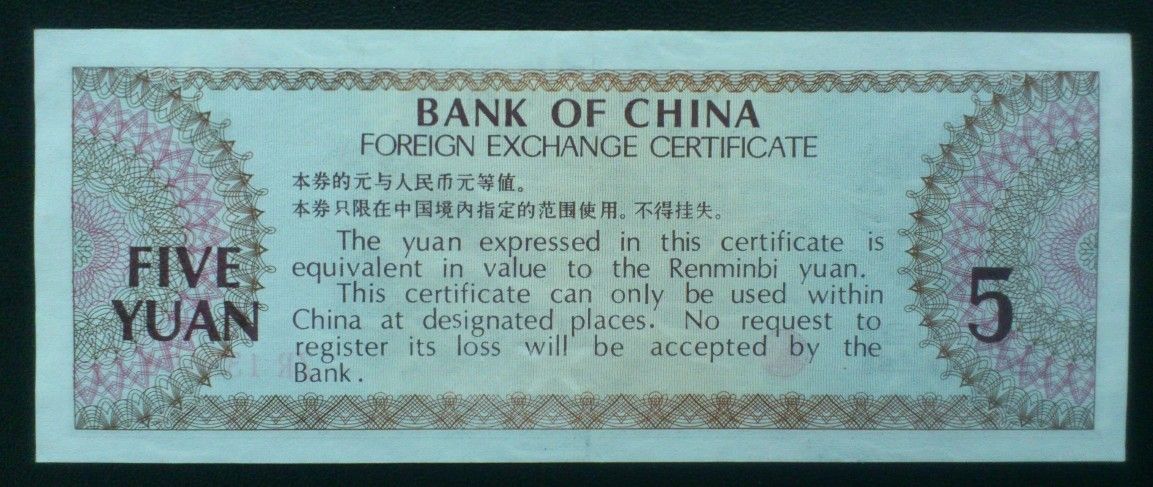 BANK OF CHINA
FOREIGN EXCHANGE CERTIFICATE
本券的元与人民币元等值。
本券只限在中国境内指定的范围使用。不得挂失。
The yuan expressed in this certificate is
equivalent in value to the Renminbi yuan.
This certificate can only be used within
China at designated places. No request to
register its loss will be accepted by the
Bank.
FIVE
YUAN
5